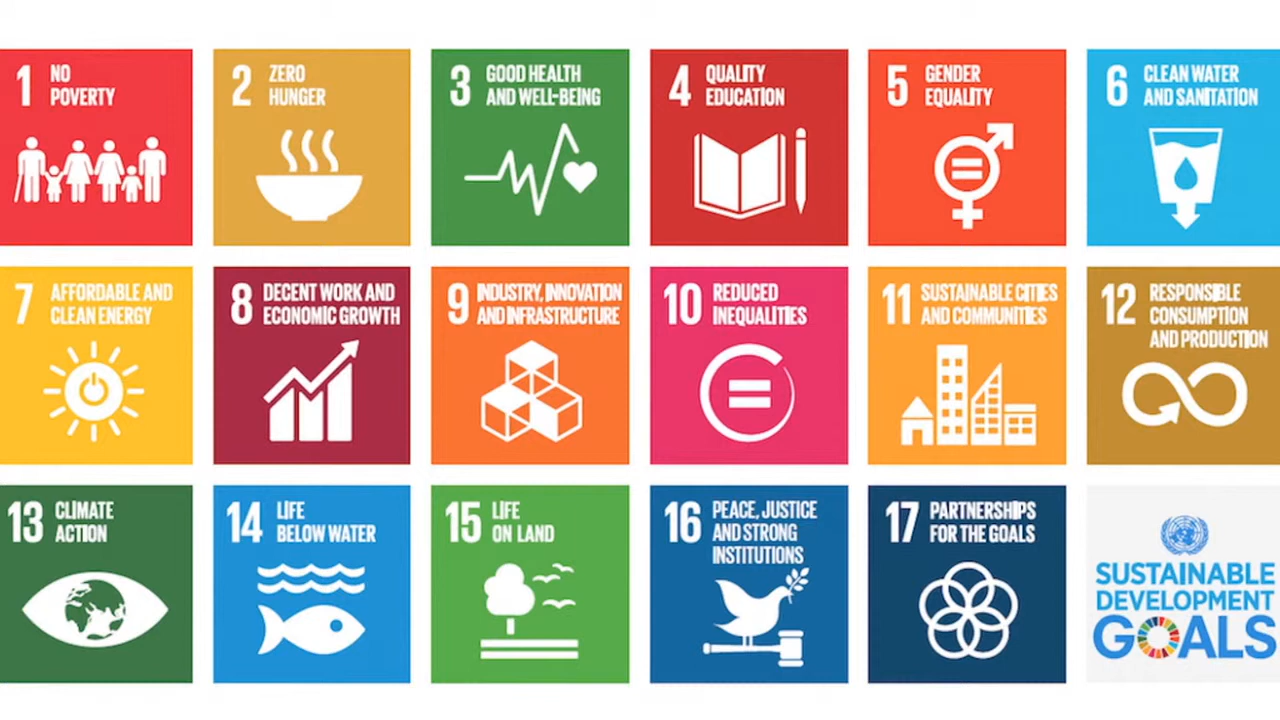 1 NO
POVERTY
2 ZERO
HUNGER
3 GOOD HEALTH
AND WELL-BEING
4 QUALITY
EDUCATION
5 GENDER
EQUALITY
6 CLEAN WATER
AND SANITATION
7 AFFORDABLE AND
CLEAN ENERGY
8 DECENT WORK AND
ECONOMIC GROWTH
9 INDUSTRY, INNOVATION
AND INFRASTRUCTURE
10 REDUCED
INEQUALITIES
11 SUSTAINABLE CITIES
AND COMMUNITIES
12 RESPONSIBLE
CONSUMPTION
AND PRODUCTION
13 CLIMATE
ACTION
14 LIFE
BELOW WATER
15 LIFE
ON LAND
16 PEACE, JUSTICE
AND STRONG
INSTITUTIONS
17 PARTNERSHIPS
FOR THE GOALS
SUSTAINABLE
DEVELOPMENT
GOALS